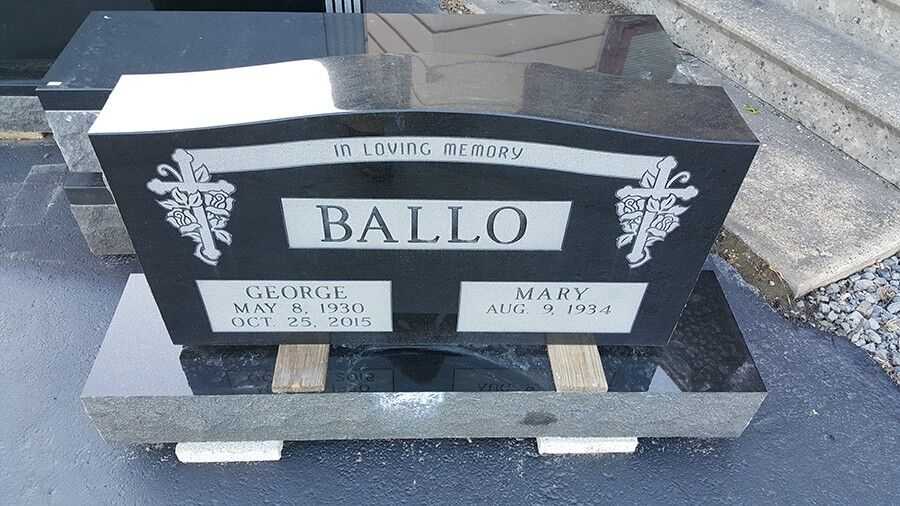 IN LOVING MEMORY
BALLO
GEORGE
MAY 8, 1930
OCT. 25, 2015
MARY
AUG. 9, 1934